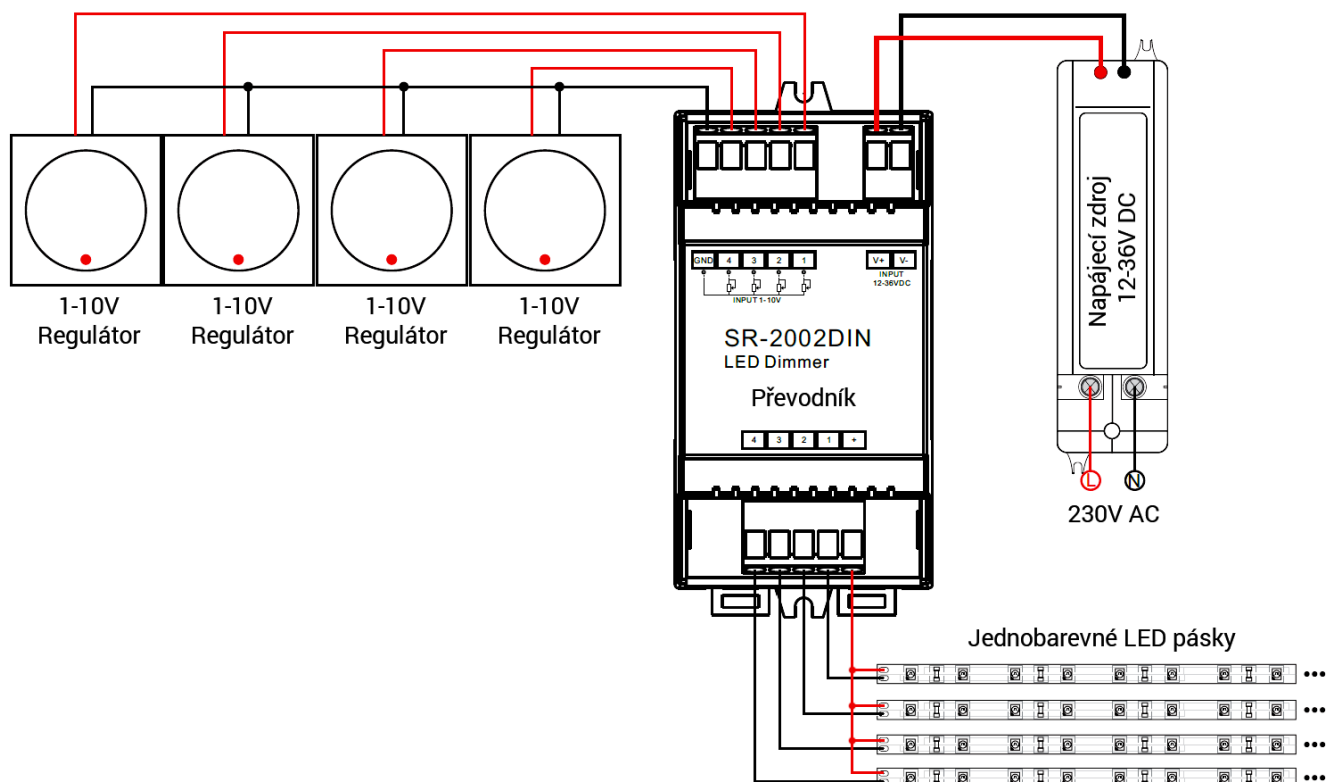 1-10V
Regulátor
1-10V
Regulátor
1-10V
Regulátor
1-10V
Regulátor
GND 4 3 2 1
INPUT 1-10V
V+ V-
INPUT
12-36VDC
SR-2002DIN
LED Dimmer
Převodník
4 3 2 1 +
Napájecí zdroj
12-36V DC
L N
230V AC
Jednobarevné LED pásky